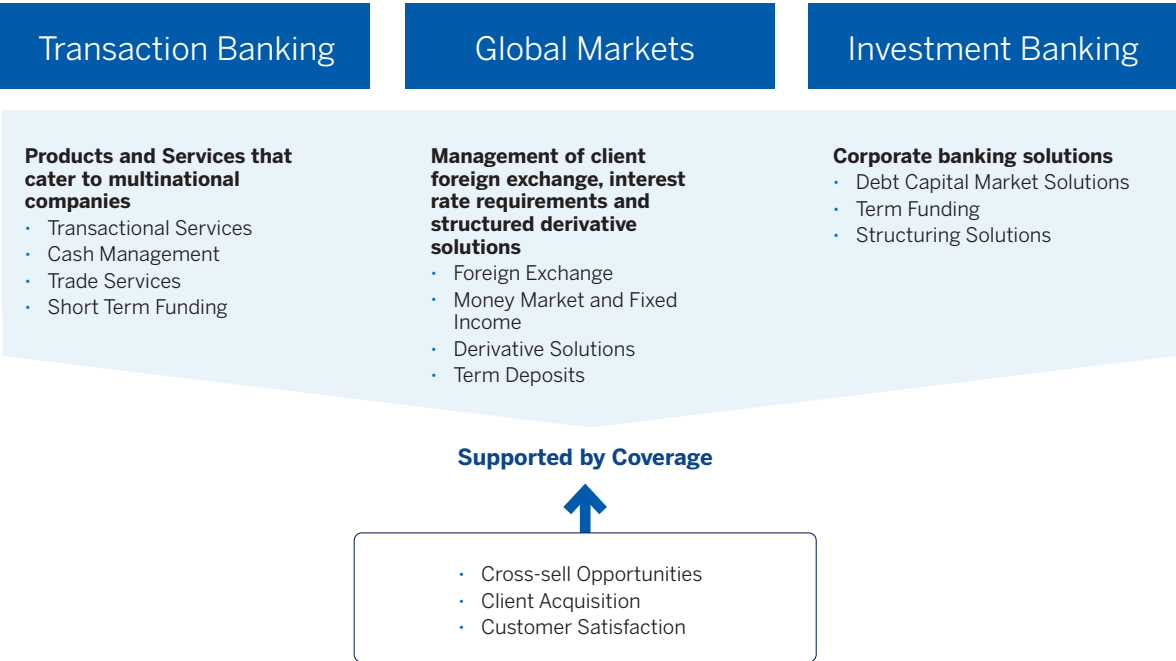 Transaction Banking
Global Markets
Investment Banking
Products and Services that
cater to multinational
companies
· Transactional Services
· Cash Management
· Trade Services
· Short Term Funding
Management of client
foreign exchange, interest
rate requirements and
structured derivative
solutions
· Foreign Exchange
· Money Market and Fixed
Income
· Derivative Solutions
· Term Deposits
Corporate banking solutions
· Debt Capital Market Solutions
· Term Funding
· Structuring Solutions
Supported by Coverage
· Cross-sell Opportunities
· Client Acquisition
· Customer Satisfaction